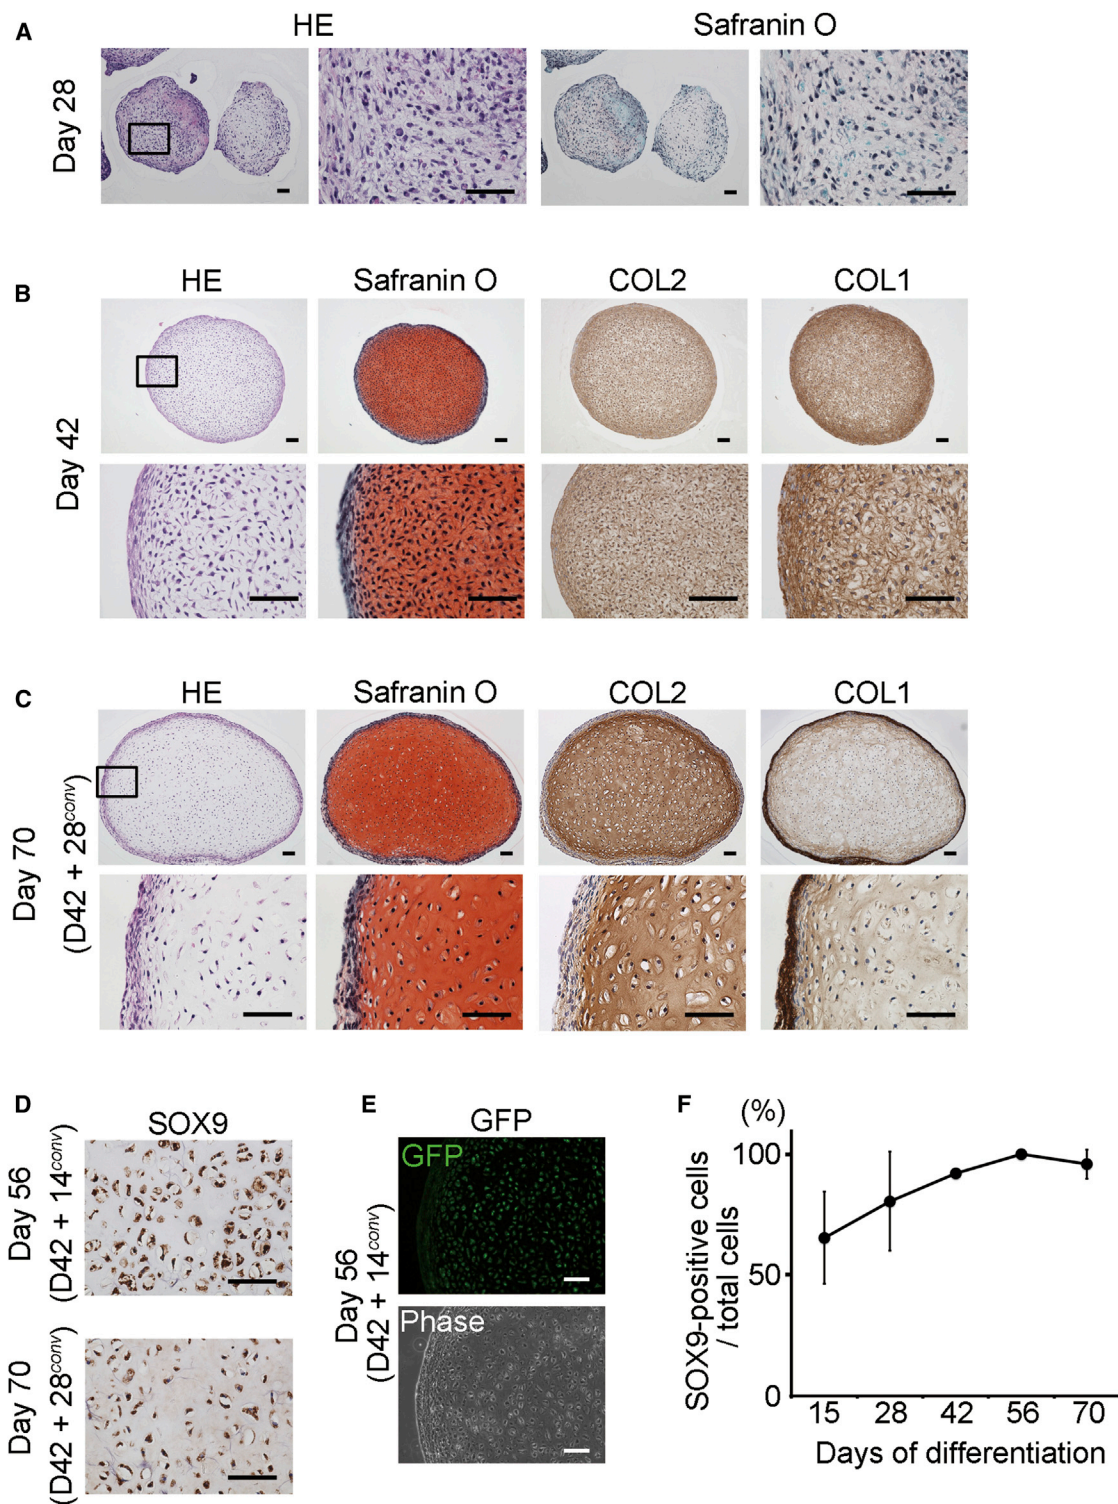 A
HE
Safranin O
Day 28
B
HE
Safranin O
COL2
COL1
Day 42
C
HE
Safranin O
COL2
COL1
Day 70
(D42 + 28conv)
D
SOX9
Day 56
(D42 + 14conv)
Day 70
(D42 + 28conv)
E
GFP
GFP
Day 56
(D42 + 14conv)
Phase
F
(%)
SOX9-positive cells
/ total cells
100
50
0
15 28 42 56 70
Days of differentiation